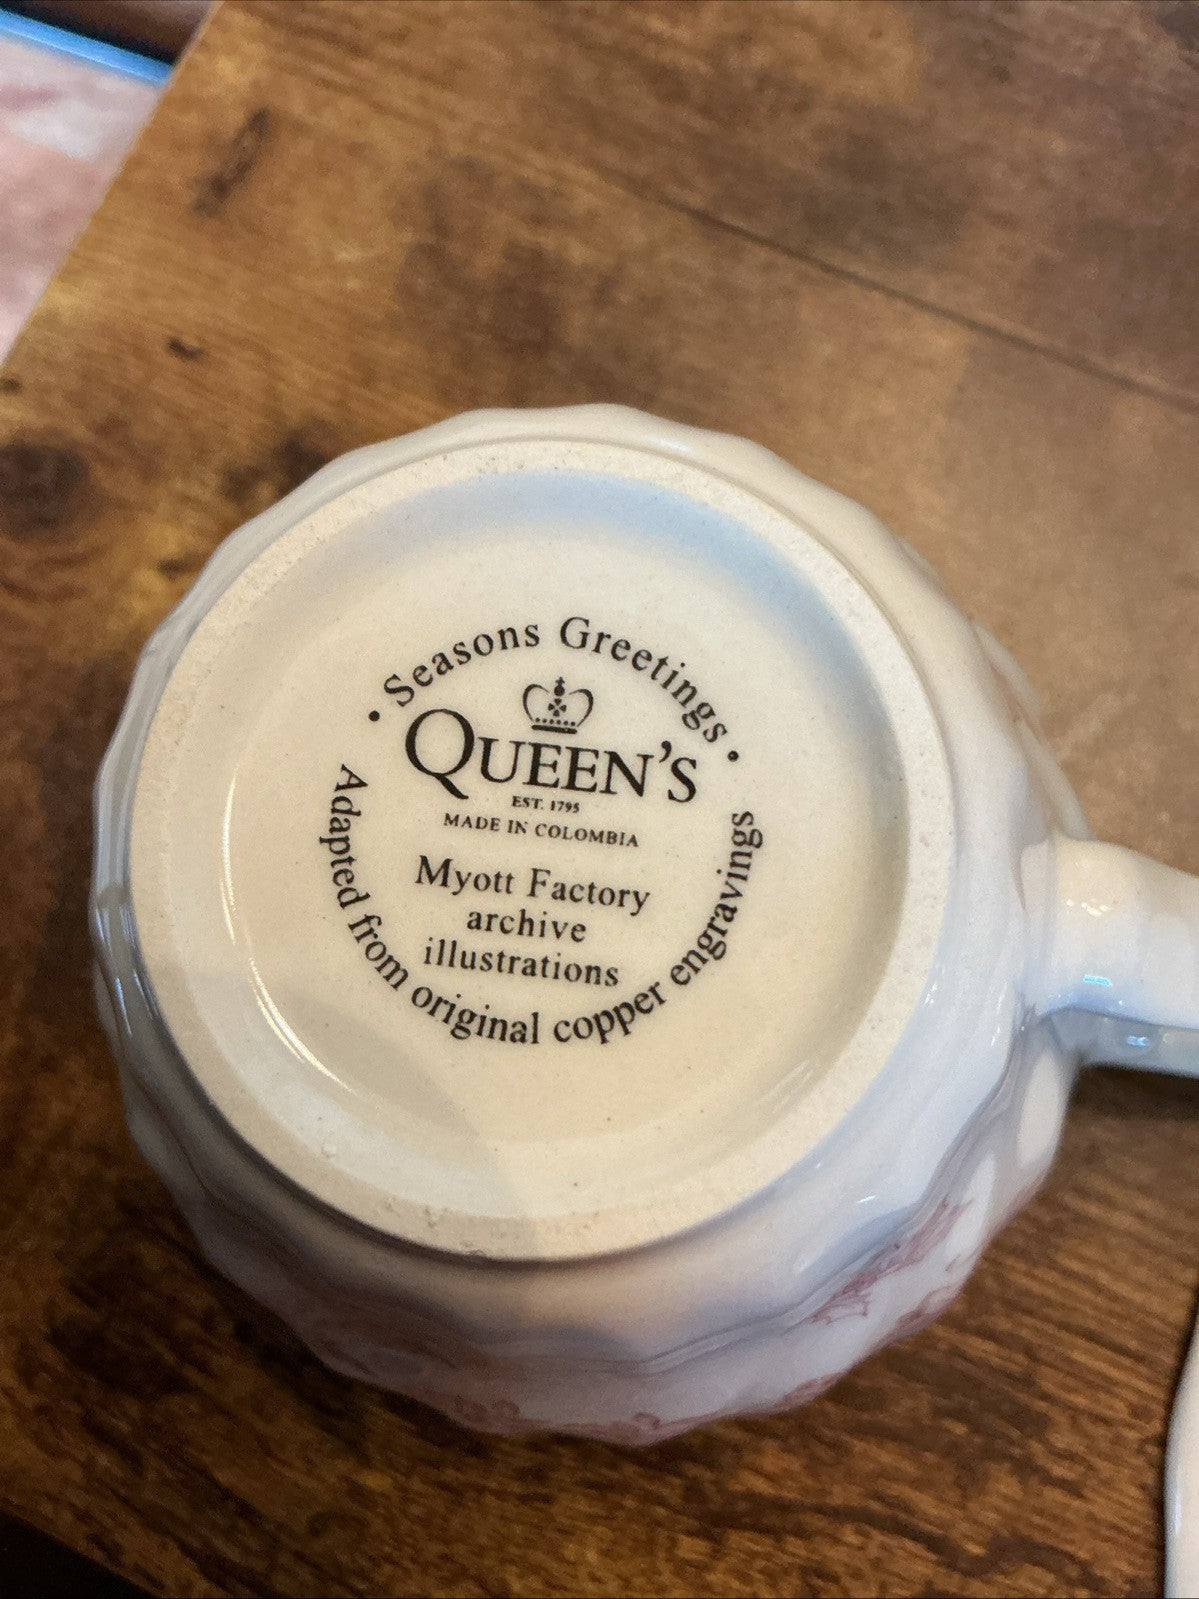 • Seasons Greetings •
QUEEN'S
EST. 1795
MADE IN COLOMBIA
Myott Factory
archive
illustrations
Adapted from original copper engravings